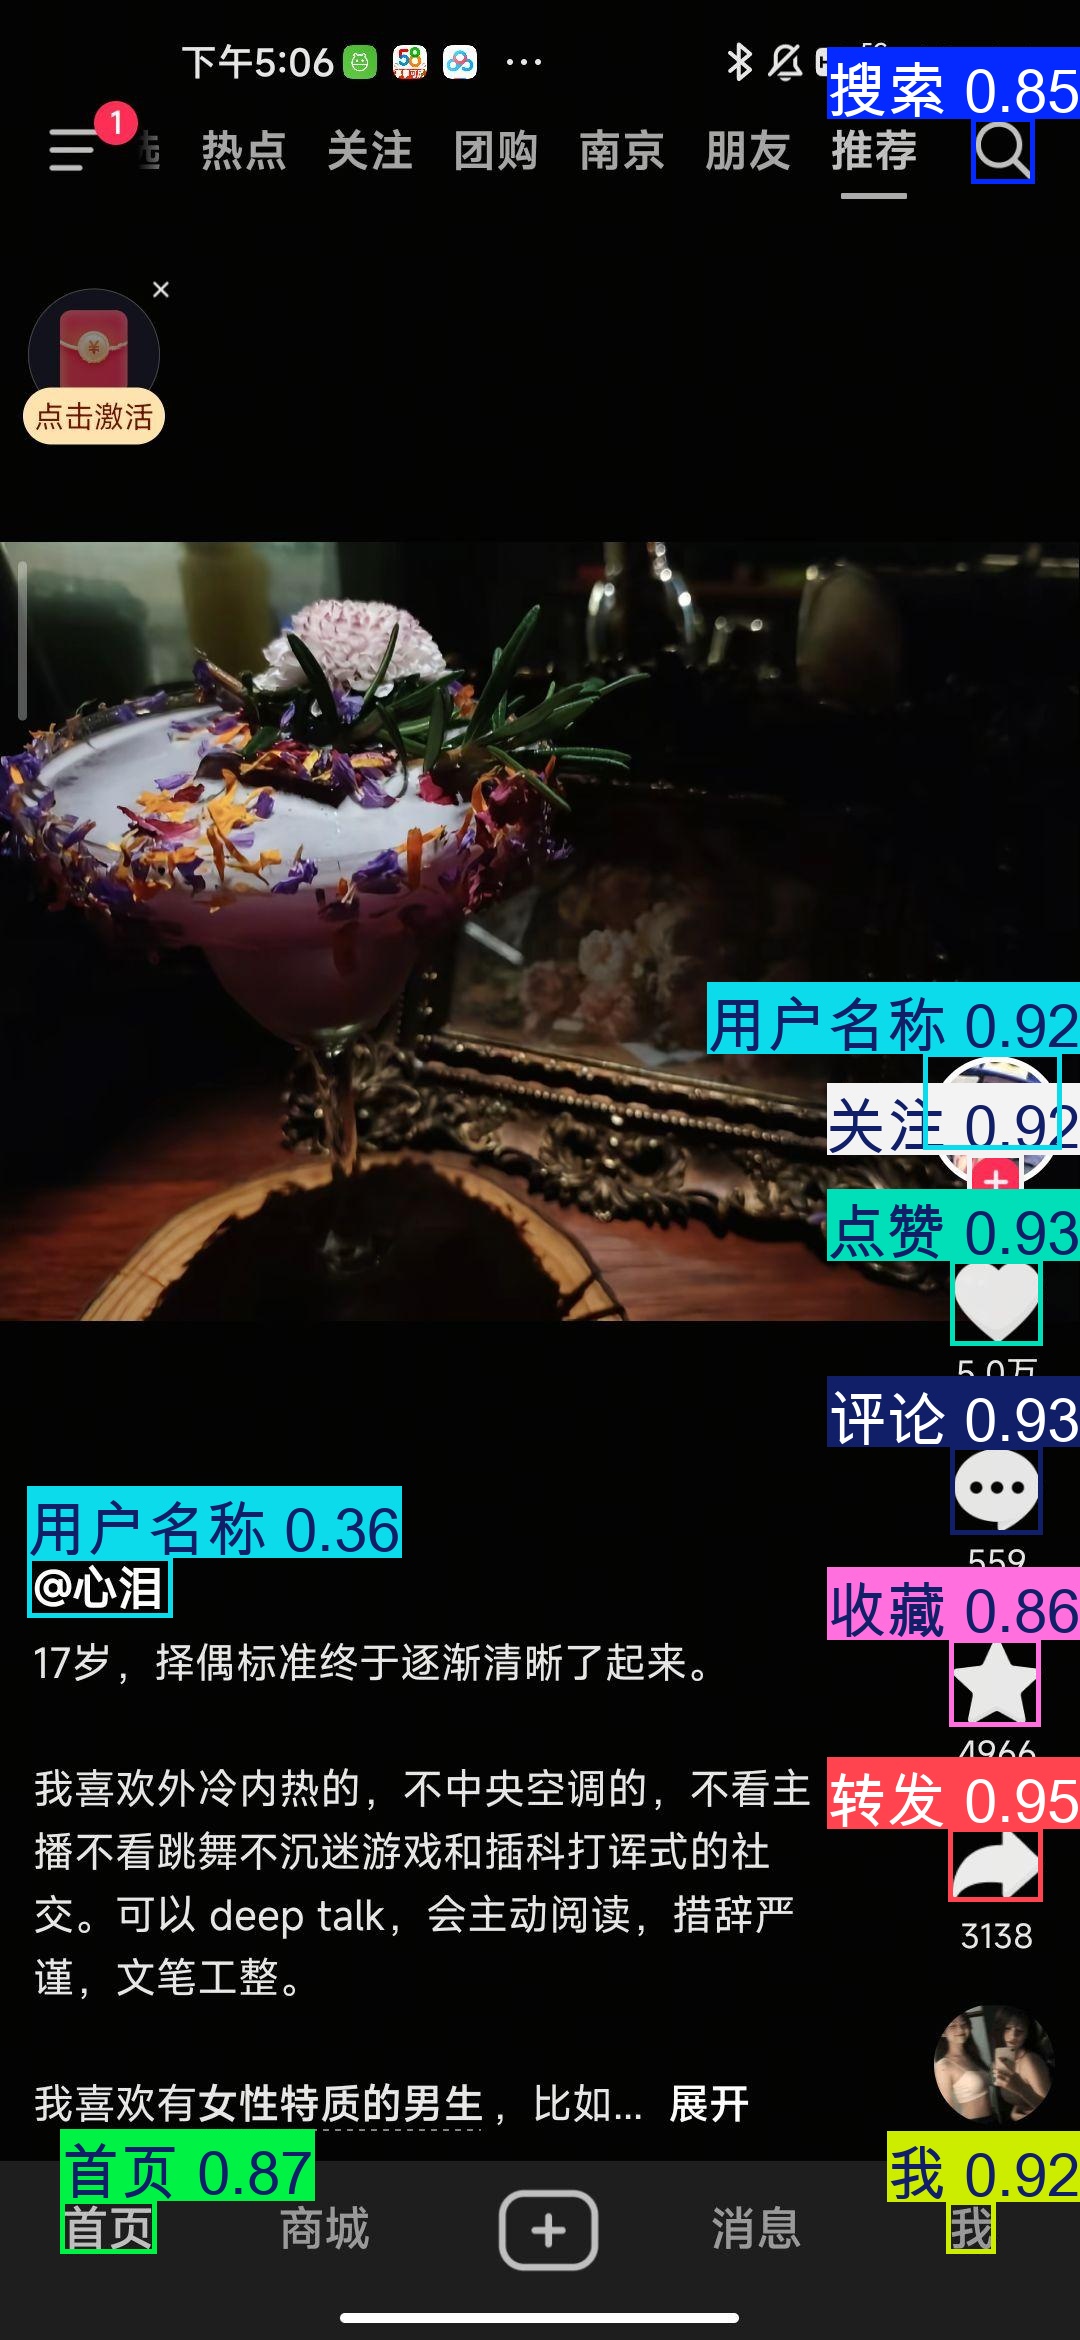 下午5:06
58
搜索 0.85
1
热点 关注 团购 南京 朋友 推荐
点击激活
用户名称 0.92
关注 0.92
点赞 0.93
5.0万
评论 0.93
559
用户名称 0.36
@心泪
收藏 0.86
4966
17岁，择偶标准终于逐渐清晰了起来。
我喜欢外冷内热的，不中央空调的，不看主
播不看跳舞不沉迷游戏和插科打诨式的社
交。可以 deep talk，会主动阅读，措辞严
谨，文笔工整。
转发 0.95
3138
我喜欢有女性特质的男生，比如... 展开
首页 0.87
我 0.92
首页 商城 消息 我